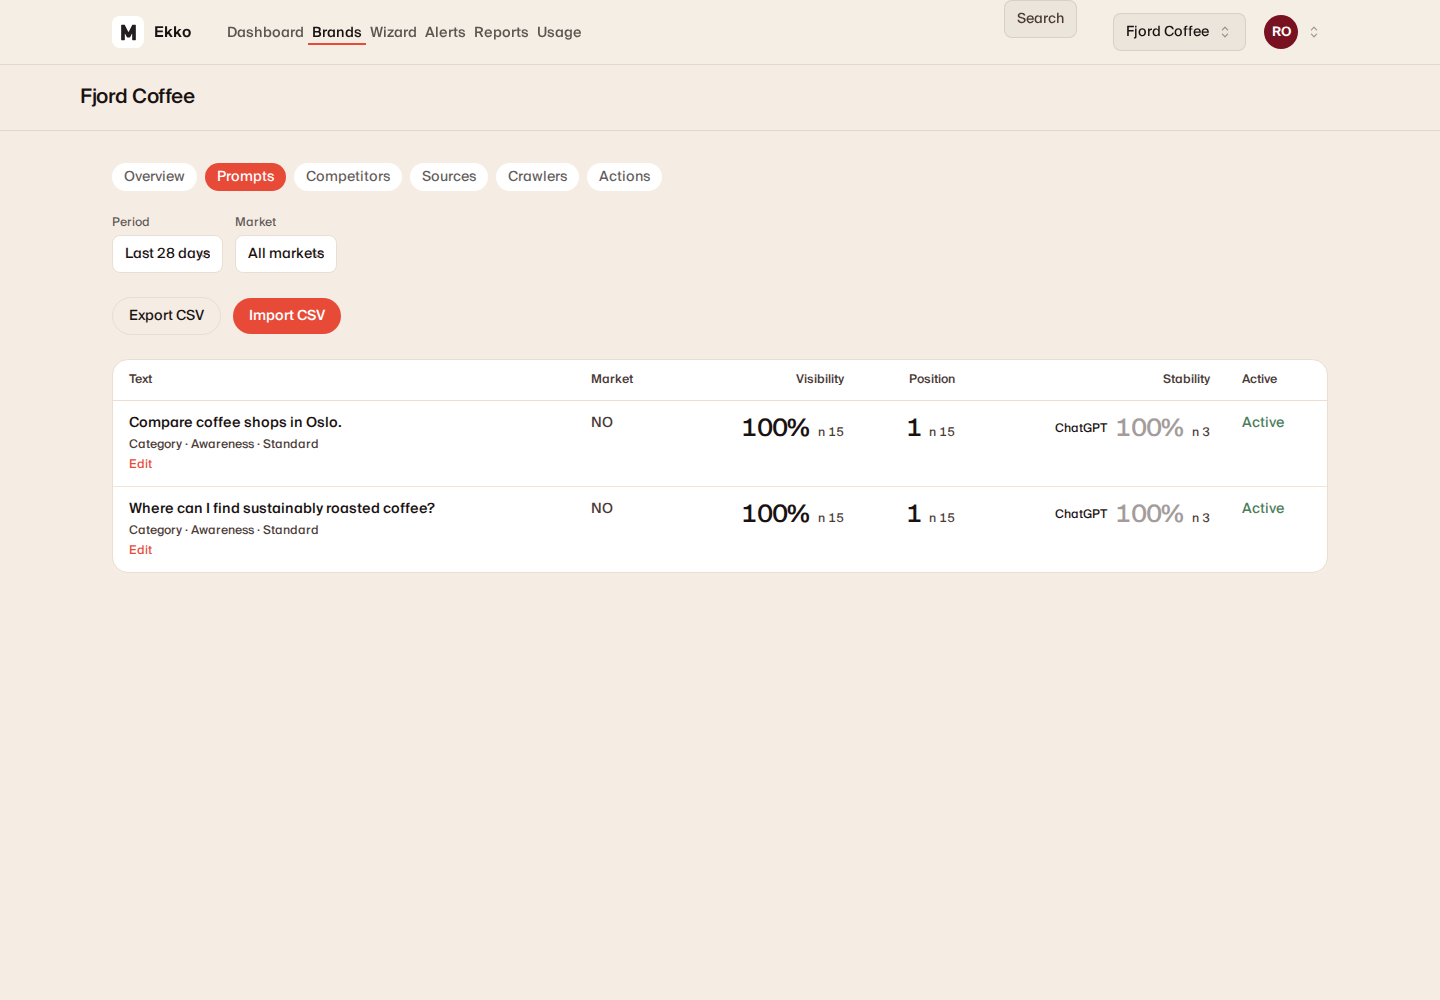 M Ekko Dashboard Brands Wizard Alerts Reports Usage Search Fjord Coffee RO
Fjord Coffee
Overview Prompts Competitors Sources Crawlers Actions
Period Market
Last 28 days All markets
Export CSV Import CSV
Text Market Visibility Position Stability Active
Compare coffee shops in Oslo. NO 100% n 15 1 n 15 ChatGPT 100% n 3 Active
Category · Awareness · Standard
Edit
Where can I find sustainably roasted coffee? NO 100% n 15 1 n 15 ChatGPT 100% n 3 Active
Category · Awareness · Standard
Edit